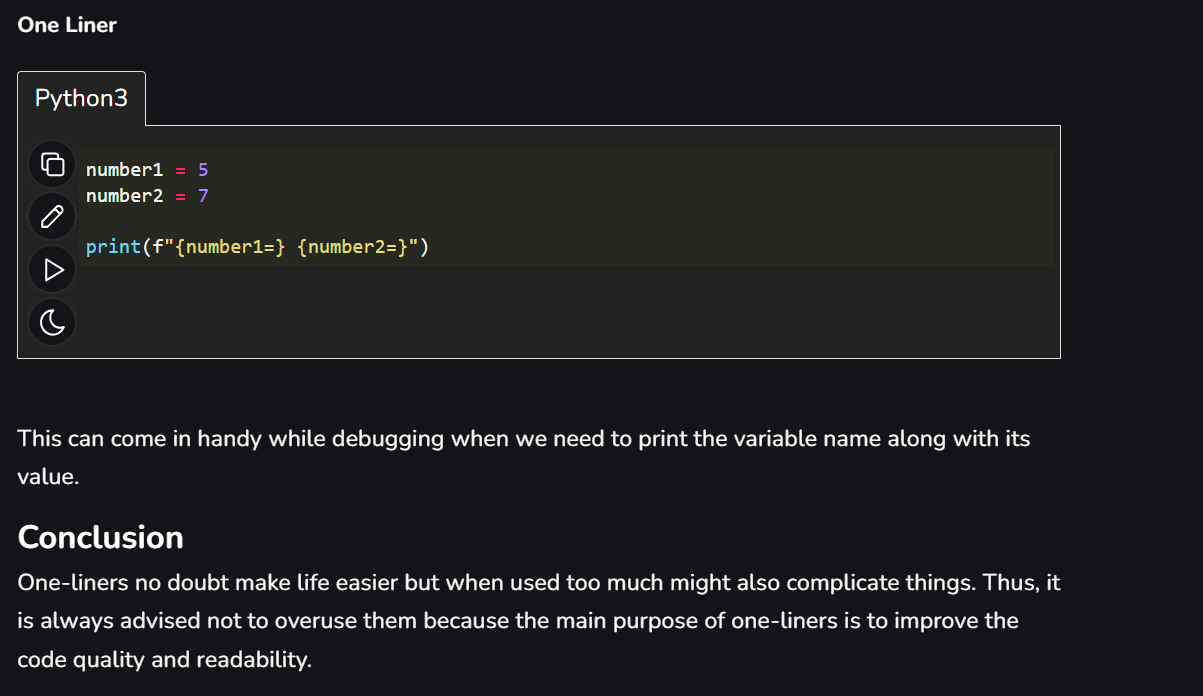 One Liner
Python3
number1 = 5
number2 = 7
print(f"{number1=} {number2=}")
This can come in handy while debugging when we need to print the variable name along with its
value.
Conclusion
One-liners no doubt make life easier but when used too much might also complicate things. Thus, it
is always advised not to overuse them because the main purpose of one-liners is to improve the
code quality and readability.